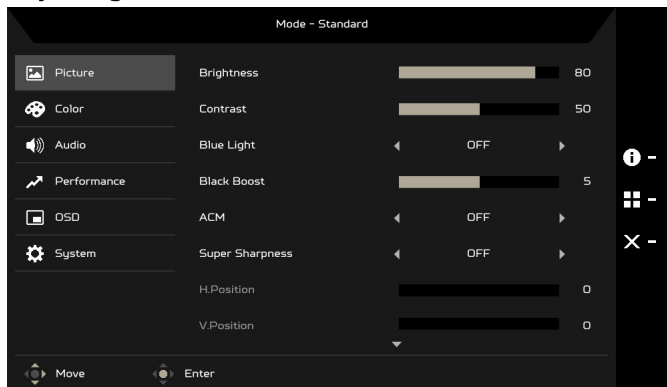 Mode - Standard
Picture
Brightness 80
Color
Contrast 50
Audio
Blue Light OFF
Performance
Black Boost 5
OSD
ACM OFF
System
Super Sharpness OFF
H.Position 0
V.Position 0
Move Enter